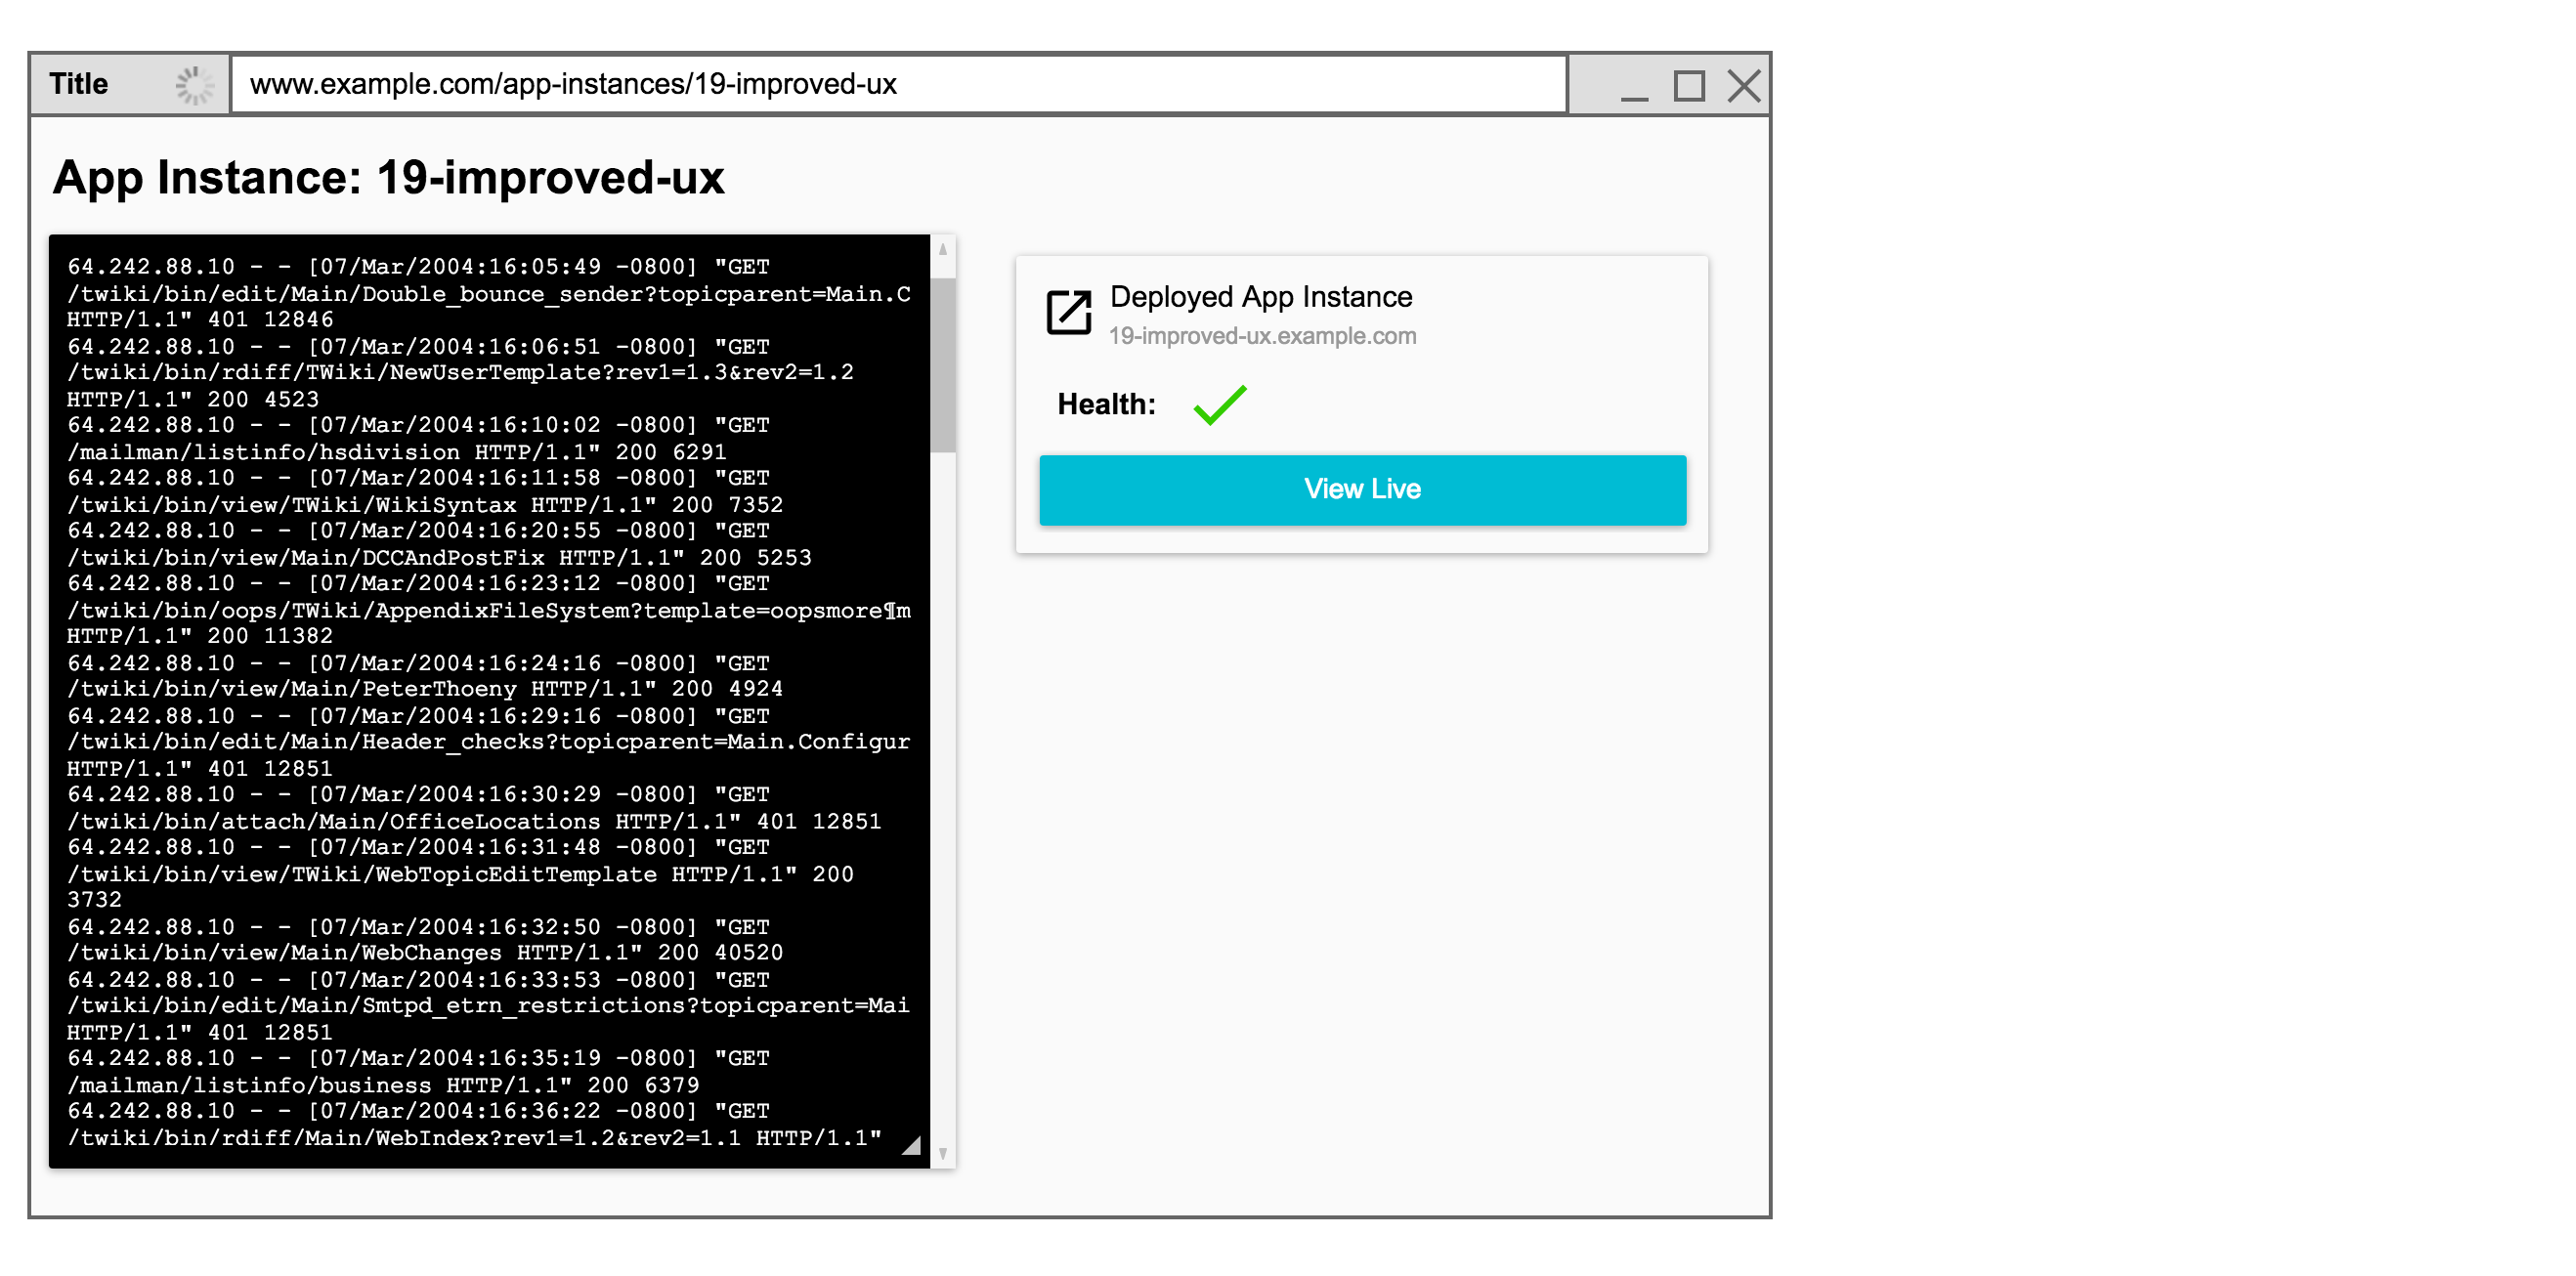 Title
www.example.com/app-instances/19-improved-ux
App Instance: 19-improved-ux
64.242.88.10 - - [07/Mar/2004:16:05:49 -0800] "GET
/twiki/bin/edit/Main/Double_bounce_sender?topicparent=Main.C
HTTP/1.1" 401 12846
64.242.88.10 - - [07/Mar/2004:16:06:51 -0800] "GET
/twiki/bin/rdiff/TWiki/NewUserTemplate?rev1=1.3&rev2=1.2
HTTP/1.1" 200 4523
64.242.88.10 - - [07/Mar/2004:16:10:02 -0800] "GET
/mailman/listinfo/hsdivision HTTP/1.1" 200 6291
64.242.88.10 - - [07/Mar/2004:16:11:58 -0800] "GET
/twiki/bin/view/TWiki/WikiSyntax HTTP/1.1" 200 7352
64.242.88.10 - - [07/Mar/2004:16:20:55 -0800] "GET
/twiki/bin/view/Main/DCCAndPostFix HTTP/1.1" 200 5253
64.242.88.10 - - [07/Mar/2004:16:23:12 -0800] "GET
/twiki/bin/oops/TWiki/AppendixFileSystem?template=oopsmore¶m
HTTP/1.1" 200 11382
64.242.88.10 - - [07/Mar/2004:16:24:16 -0800] "GET
/twiki/bin/view/Main/PeterThoeny HTTP/1.1" 200 4924
64.242.88.10 - - [07/Mar/2004:16:29:16 -0800] "GET
/twiki/bin/edit/Main/Header_checks?topicparent=Main.Configur
HTTP/1.1" 401 12851
64.242.88.10 - - [07/Mar/2004:16:30:29 -0800] "GET
/twiki/bin/attach/Main/OfficeLocations HTTP/1.1" 401 12851
64.242.88.10 - - [07/Mar/2004:16:31:48 -0800] "GET
/twiki/bin/view/TWiki/WebTopicEditTemplate HTTP/1.1" 200
3732
64.242.88.10 - - [07/Mar/2004:16:32:50 -0800] "GET
/twiki/bin/view/Main/WebChanges HTTP/1.1" 200 40520
64.242.88.10 - - [07/Mar/2004:16:33:53 -0800] "GET
/twiki/bin/edit/Main/Smtpd_etrn_restrictions?topicparent=Mai
HTTP/1.1" 401 12851
64.242.88.10 - - [07/Mar/2004:16:35:19 -0800] "GET
/mailman/listinfo/business HTTP/1.1" 200 6379
64.242.88.10 - - [07/Mar/2004:16:36:22 -0800] "GET
/twiki/bin/rdiff/Main/WebIndex?rev1=1.2&rev2=1.1 HTTP/1.1"
Deployed App Instance
19-improved-ux.example.com
Health:
View Live